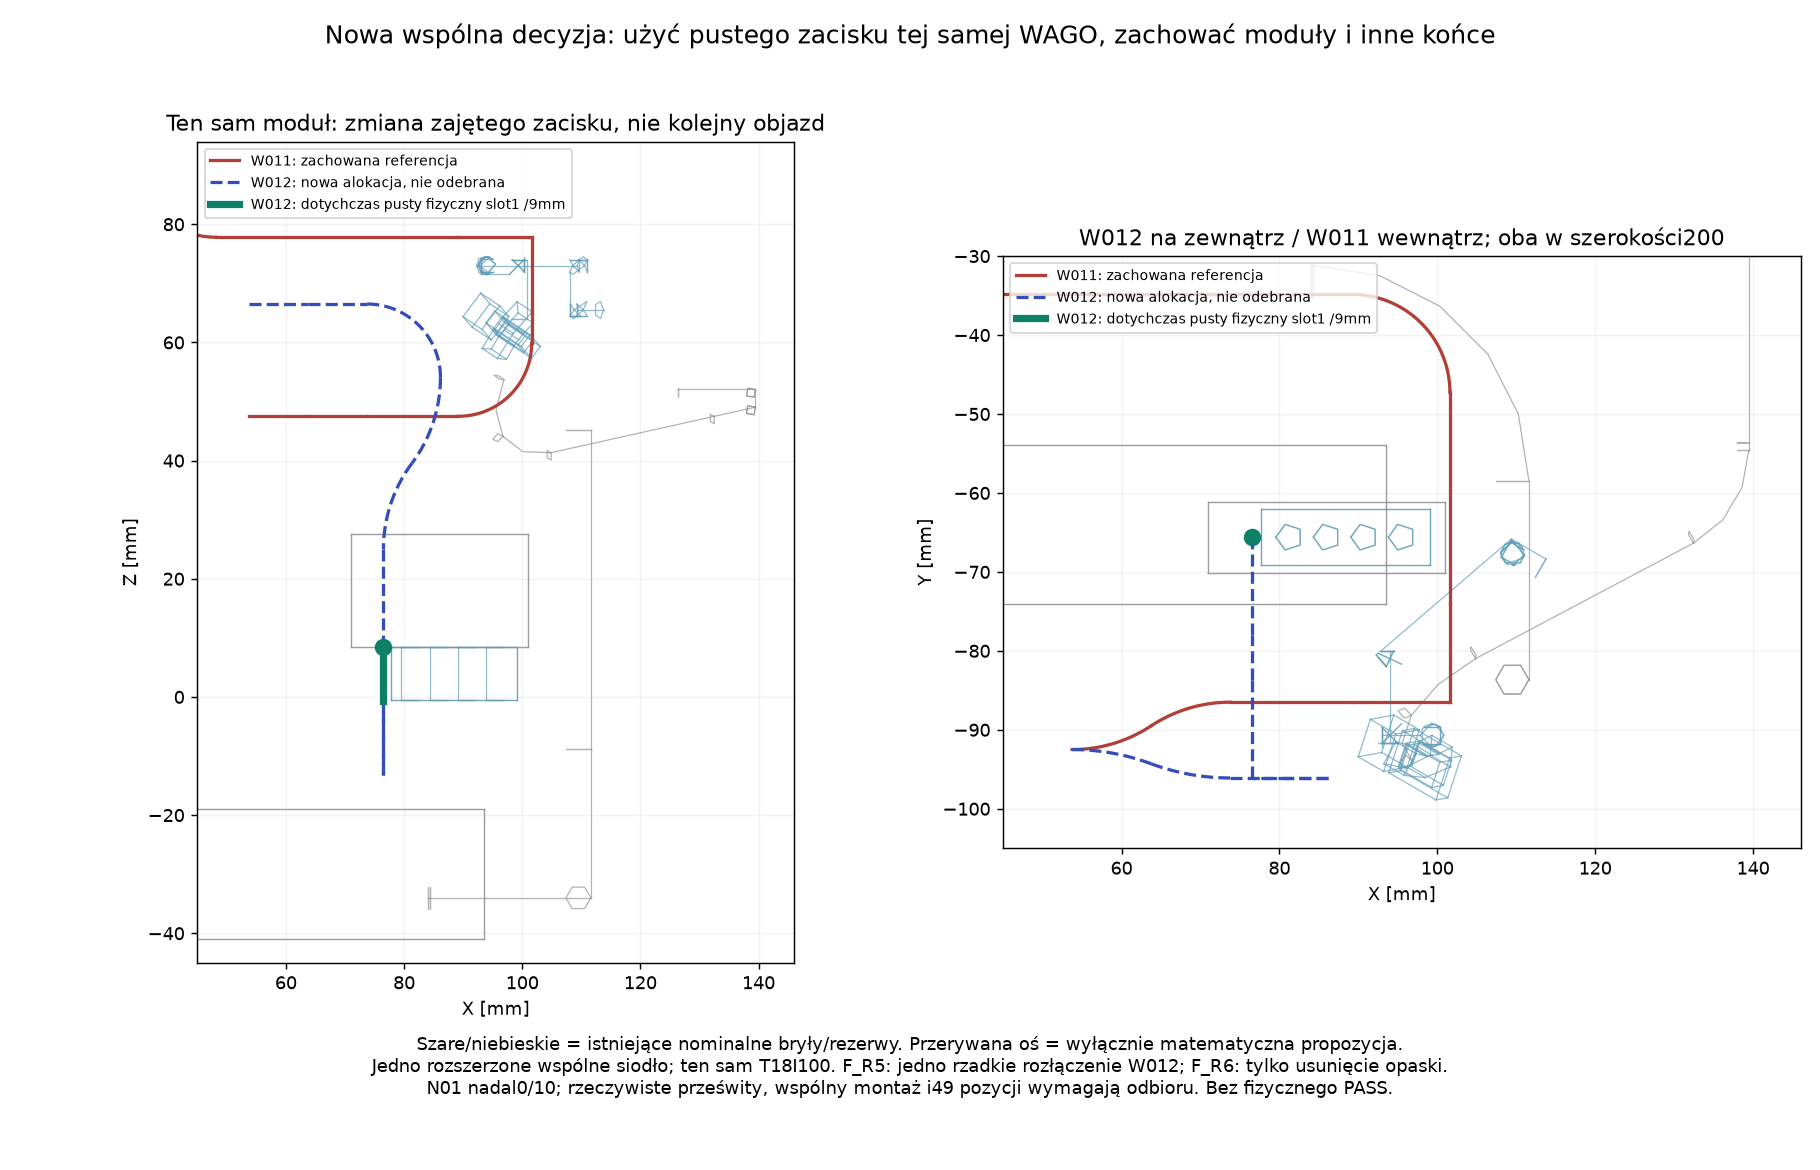 Nowa wspólna decyzja: użyć pustego zacisku tej samej WAGO, zachować moduły i inne końce
Ten sam moduł: zmiana zajętego zacisku, nie kolejny objazd
W011: zachowana referencja
W012: nowa alokacja, nie odebrana
W012: dotychczas pusty fizyczny slot1 /9mm
80
60
40
20
0
−20
−40
Z [mm]
60
80
100
120
140
X [mm]
W012 na zewnątrz / W011 wewnątrz; oba w szerokości200
W011: zachowana referencja
W012: nowa alokacja, nie odebrana
W012: dotychczas pusty fizyczny slot1 /9mm
−30
−40
−50
−60
−70
−80
−90
−100
Y [mm]
60
80
100
120
140
X [mm]
Szare/niebieskie = istniejące nominalne bryły/rezerwy. Przerywana oś = wyłącznie matematyczna propozycja.
Jedno rozszerzone wspólne siodło; ten sam T18I100. F_R5: jedno rzadkie rozłączenie W012; F_R6: tylko usunięcie opaski.
N01 nadal0/10; rzeczywiste prześwity, wspólny montaż i49 pozycji wymagają odbioru. Bez fizycznego PASS.